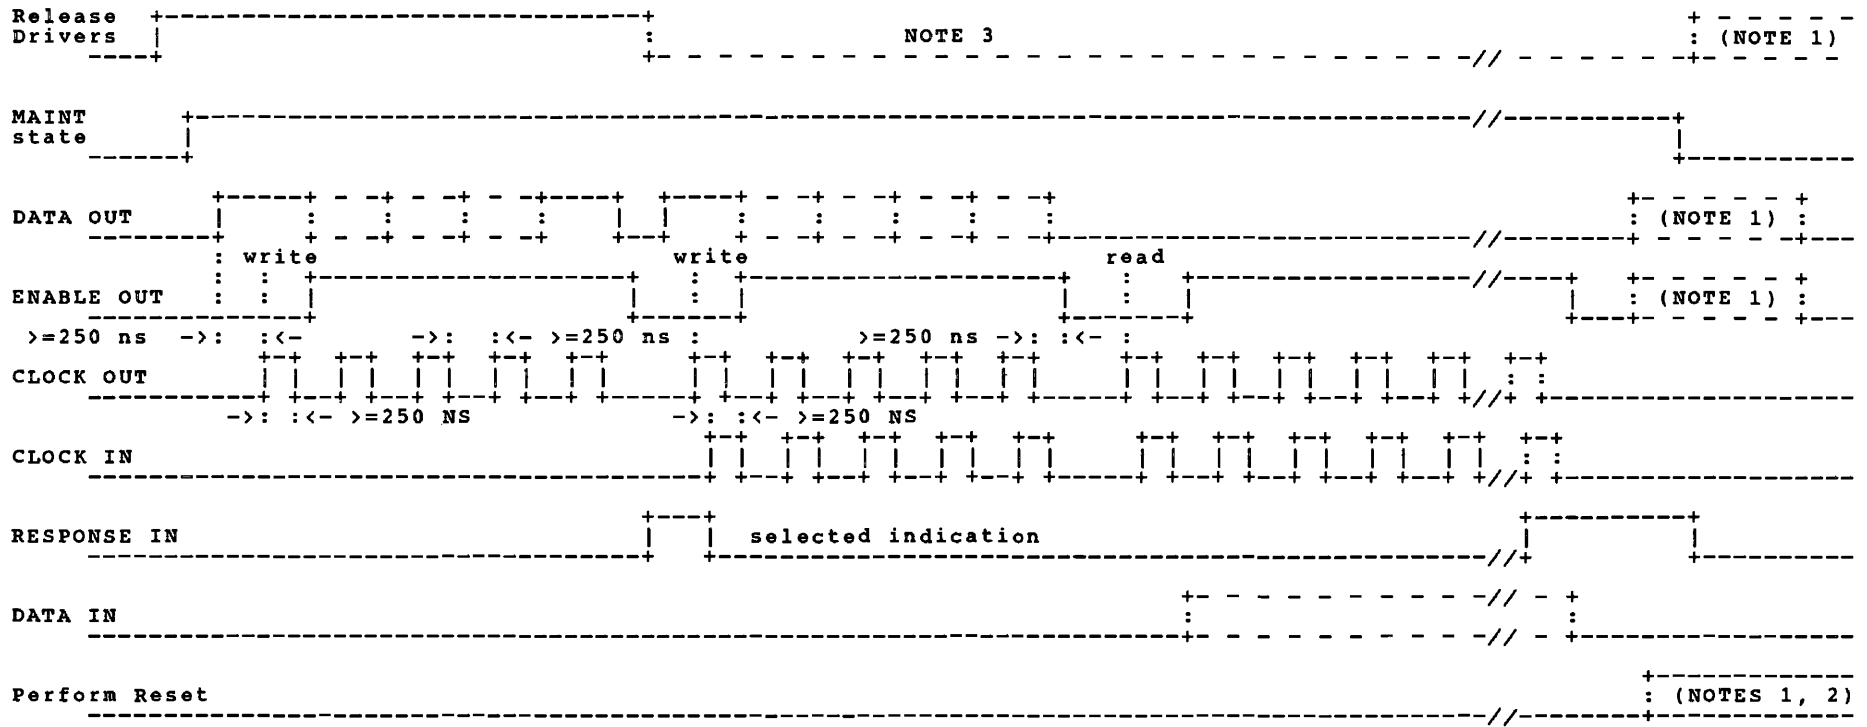 Release
Drivers
NOTE 3
(NOTE 1)
MAINT
state
DATA OUT
(NOTE 1)
write write read
ENABLE OUT
(NOTE 1)
>=250 ns ->: :<- ->: :<- >=250 ns : >=250 ns ->: :<- :
CLOCK OUT
->: :<- >=250 NS ->: :<- >=250 NS
CLOCK IN
RESPONSE IN
selected indication
DATA IN
Perform Reset
(NOTES 1, 2)